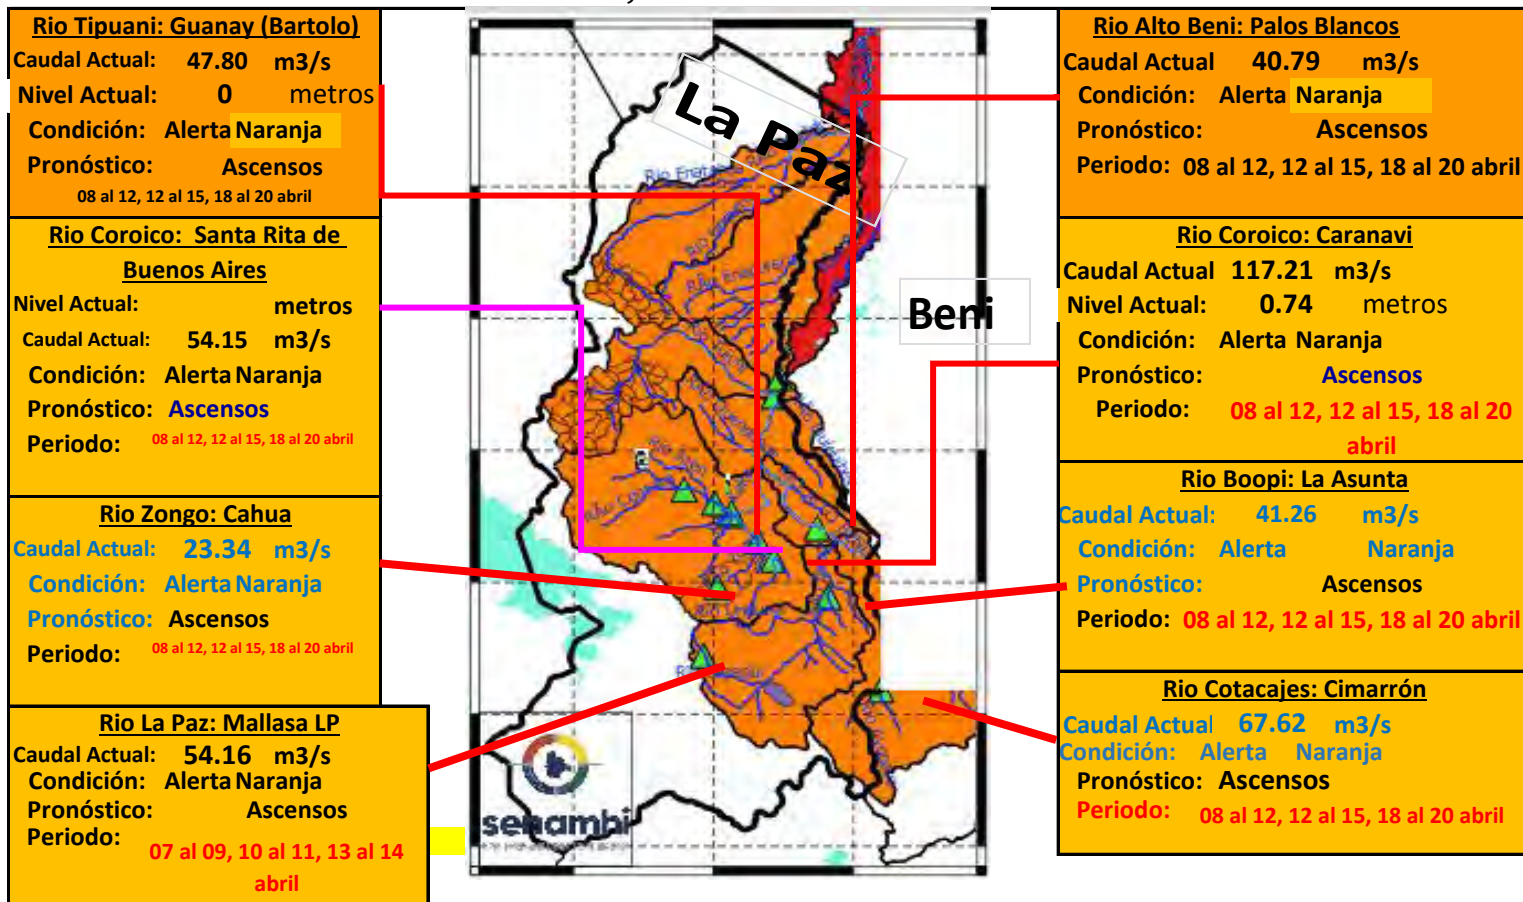 Rio Tipuani: Guanay (Bartolo)
Caudal Actual: 47.80 m3/s
Nivel Actual: 0 metros
Condición: Alerta Naranja
Pronóstico: Ascensos
08 al 12, 12 al 15, 18 al 20 abril
Rio Coroico: Santa Rita de
Buenos Aires
Nivel Actual: metros
Caudal Actual: 54.15 m3/s
Condición: Alerta Naranja
Pronóstico: Ascensos
Periodo: 08 al 12, 12 al 15, 18 al 20 abril
Rio Zongo: Cahua
Caudal Actual: 23.34 m3/s
Condición: Alerta Naranja
Pronóstico: Ascensos
Periodo: 08 al 12, 12 al 15, 18 al 20 abril
Rio La Paz: Mallasa LP
Caudal Actual: 54.16 m3/s
Condición: Alerta Naranja
Pronóstico: Ascensos
Periodo: 07 al 09, 10 al 11, 13 al 14
abril
La Paz
Beni
senamhi
Rio Alto Beni: Palos Blancos
Caudal Actual 40.79 m3/s
Condición: Alerta Naranja
Pronóstico: Ascensos
Periodo: 08 al 12, 12 al 15, 18 al 20 abril
Rio Coroico: Caranavi
Caudal Actual 117.21 m3/s
Nivel Actual: 0.74 metros
Condición: Alerta Naranja
Pronóstico: Ascensos
Periodo: 08 al 12, 12 al 15, 18 al 20
abril
Rio Boopi: La Asunta
Caudal Actual: 41.26 m3/s
Condición: Alerta Naranja
Pronóstico: Ascensos
Periodo: 08 al 12, 12 al 15, 18 al 20 abril
Rio Cotacajes: Cimarrón
Caudal Actual 67.62 m3/s
Condición: Alerta Naranja
Pronóstico: Ascensos
Periodo: 08 al 12, 12 al 15, 18 al 20 abril